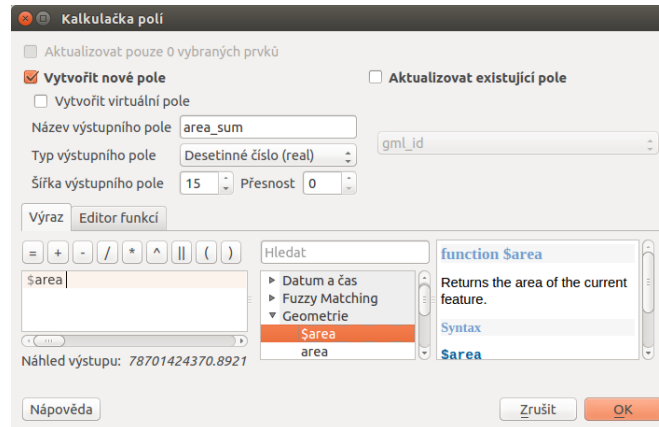 Kalkulačka polí
Aktualizovat pouze 0 vybraných prvků
Vytvořit nové pole
Aktualizovat existující pole
Vytvořit virtuální pole
Název výstupního pole area_sum
Typ výstupního pole Desetinné číslo (real)
gml_id
Šířka výstupního pole 15 Přesnost 0
Výraz Editor funkcí
= + - / * ^ || ( )
Hledat
function $area
$area
Datum a čas
Fuzzy Matching
Geometrie
$area
area
Returns the area of the current
feature.
Syntax
$area
Náhled výstupu: 78701424370.8921
Nápověda
Zrušit
OK